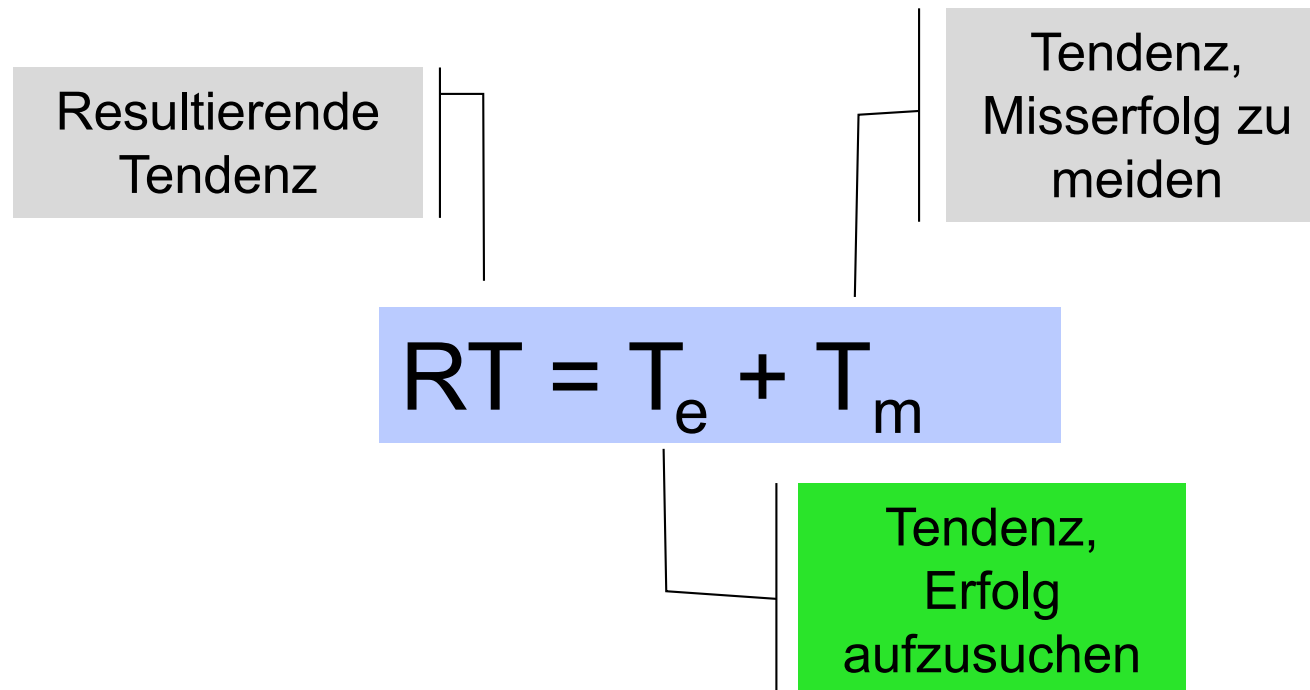 Resultierende
Tendenz
Tendenz,
Misserfolg zu
meiden
RT = Te + Tm
Tendenz,
Erfolg
aufzusuchen